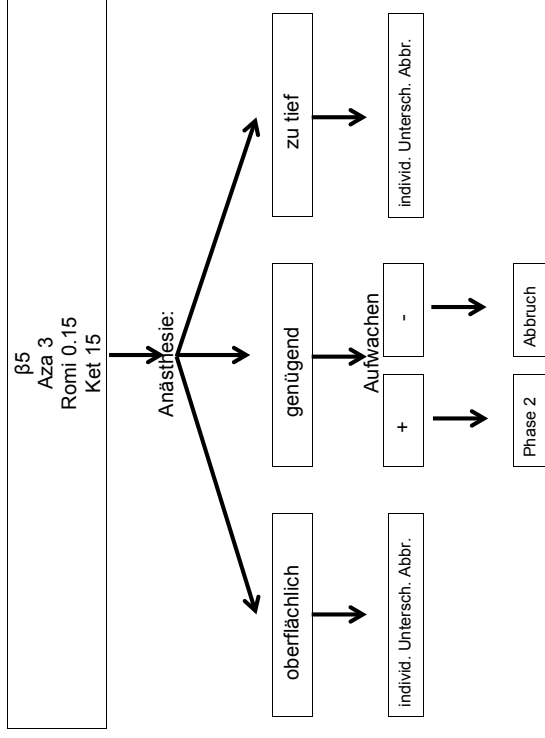 β5
Aza 3
Romi 0.15
Ket 15
Anästhesie:
oberflächlich
genügend
zu tief
individ. Untersch. Abbr.
Aufwachen
+
-
individ. Untersch. Abbr.
Phase 2
Abbruch